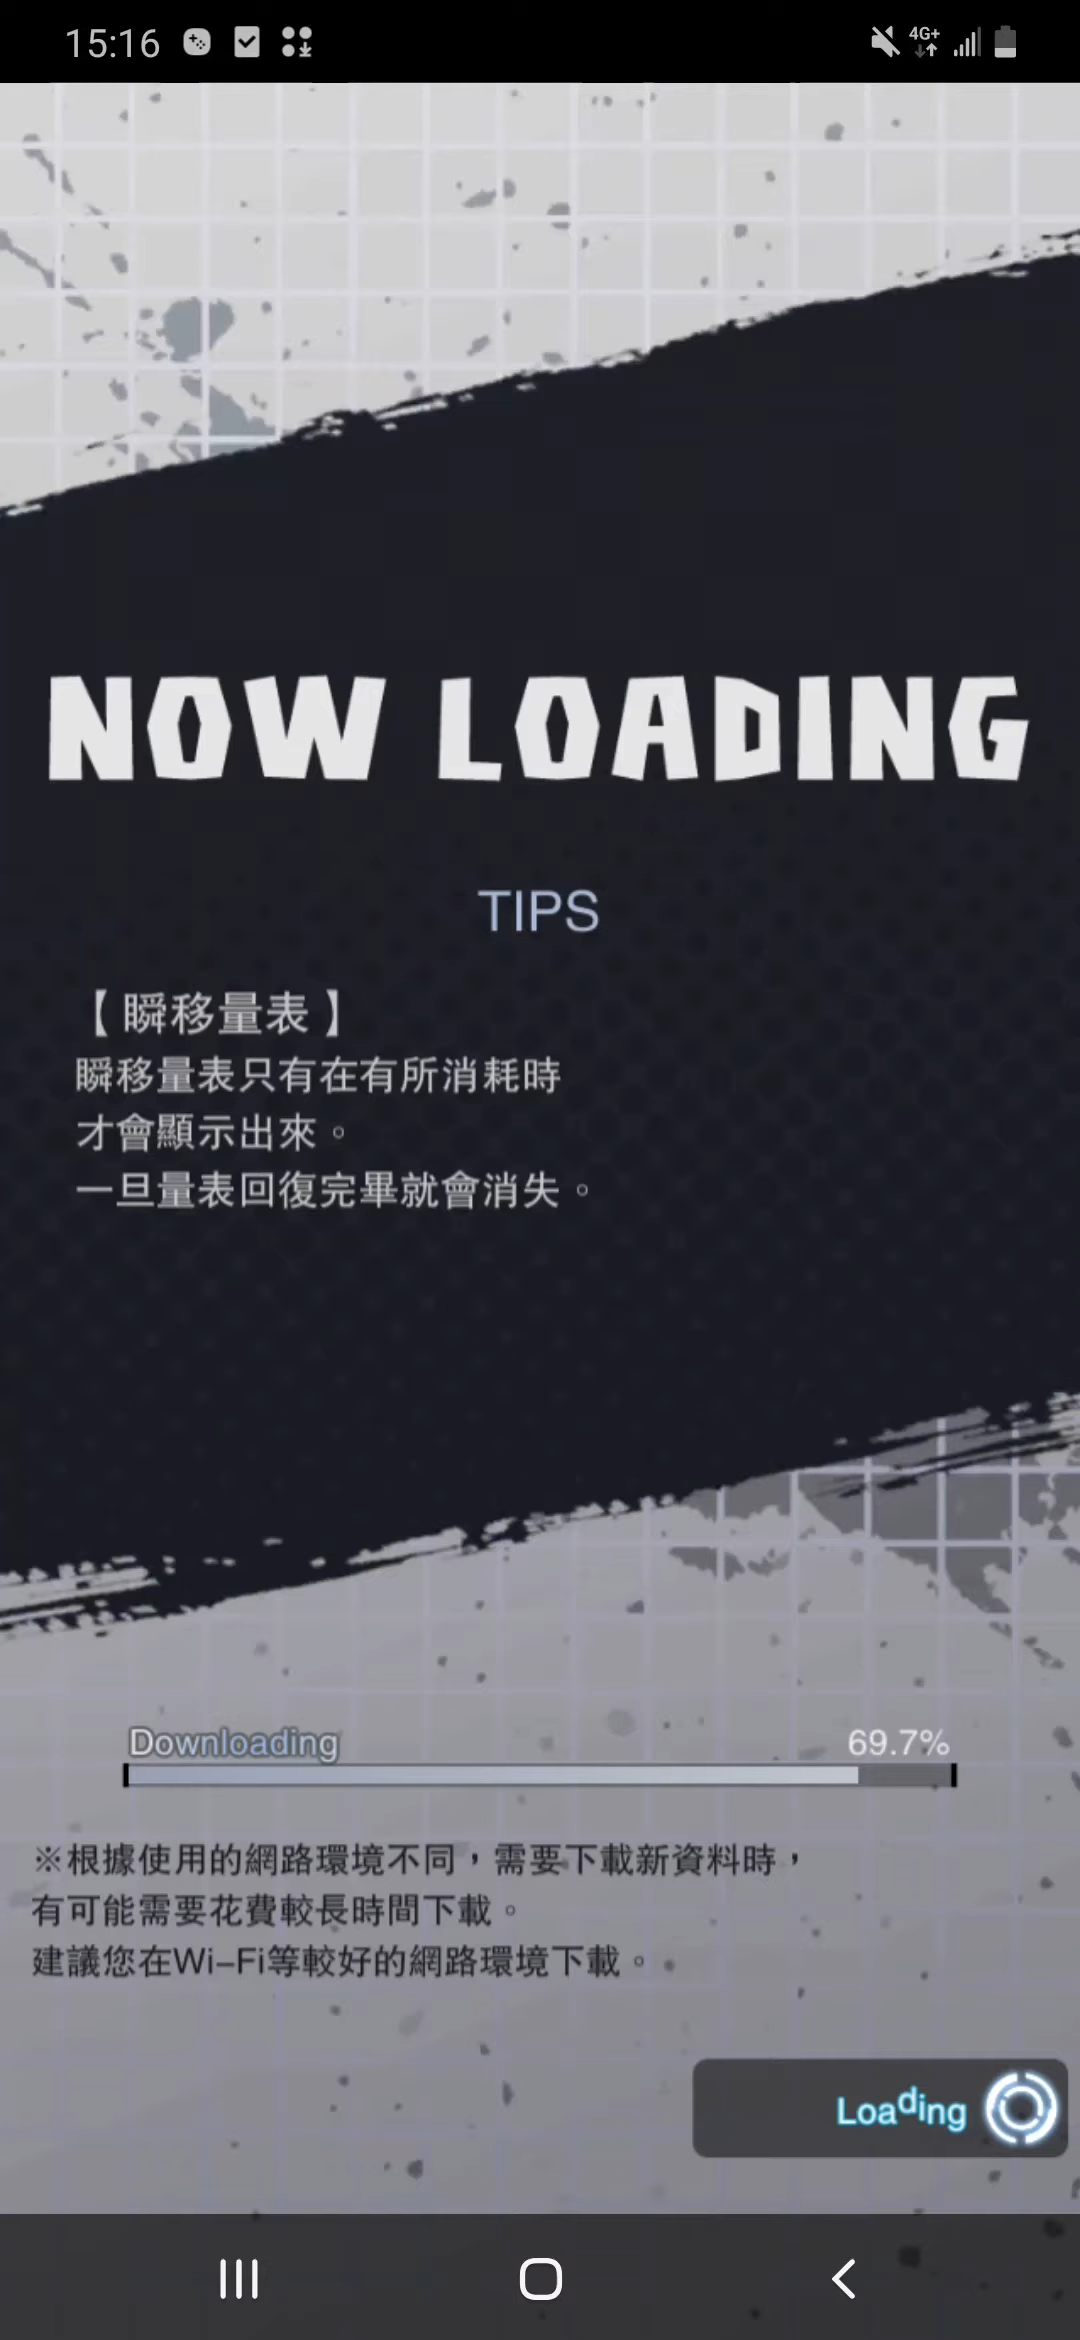 15:16
4G+
NOW LOADING
TIPS
【瞬移量表】
瞬移量表只有在有所消耗時
才會顯示出來。
一旦量表回復完畢就會消失。
Downloading 69.7%
※根據使用的網路環境不同，需要下載新資料時，
有可能需要花費較長時間下載。
建議您在Wi-Fi等較好的網路環境下載。
Loading